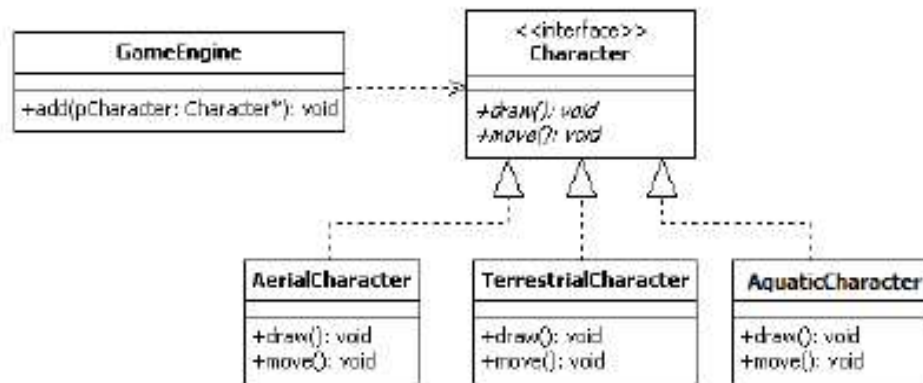 GameEngine
+add(pCharacter: Character*): void
<<interface>>
Character
+draw(): void
+move(): void
AerialCharacter
+draw(): void
+move(): void
TerrestrialCharacter
+draw(): void
+move(): void
AquaticCharacter
+draw(): void
+move(): void